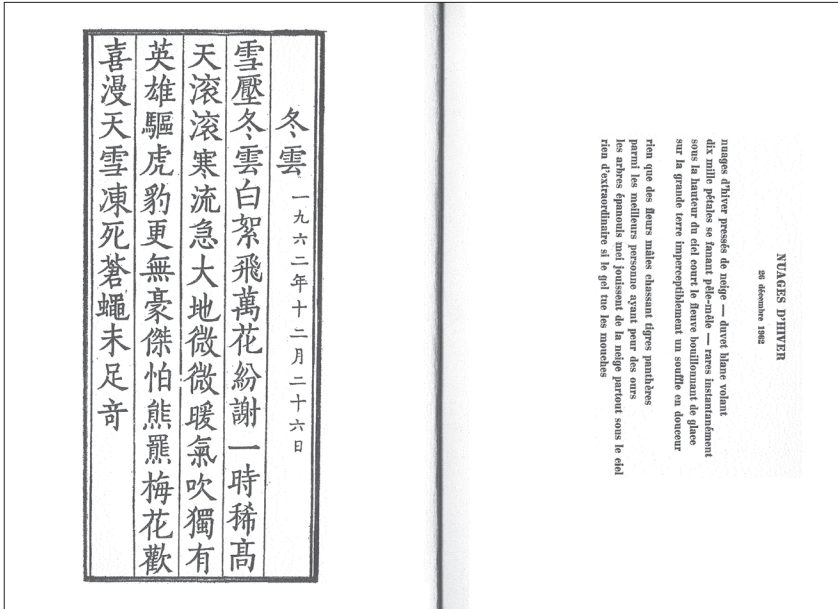 冬雲 一九六二年十二月二十六日
雪壓冬雲白絮飛萬花紛謝一時稀高
天滾滾寒流急大地微微暖氣吹獨有
英雄驅虎豹更無豪傑怕熊羆梅花歡
喜漫天雪凍死蒼蠅未足竒
NUAGES D'HIVER
26 décembre 1962
nuages d'hiver pressés de neige — duvet blanc volant
dix mille pétales se fanant pêle-mêle — rares instantanément
sous la hauteur du ciel court le fleuve bouillonnant de glace
sur la grande terre imperceptiblement un souffle en douceur
rien que des fleurs mâles chassant tigres panthères
parmi les meilleurs personne ayant peur des ours
les arbres épanouis mei jouissent de la neige partout sous le ciel
rien d'extraordinaire si le gel tue les mouches